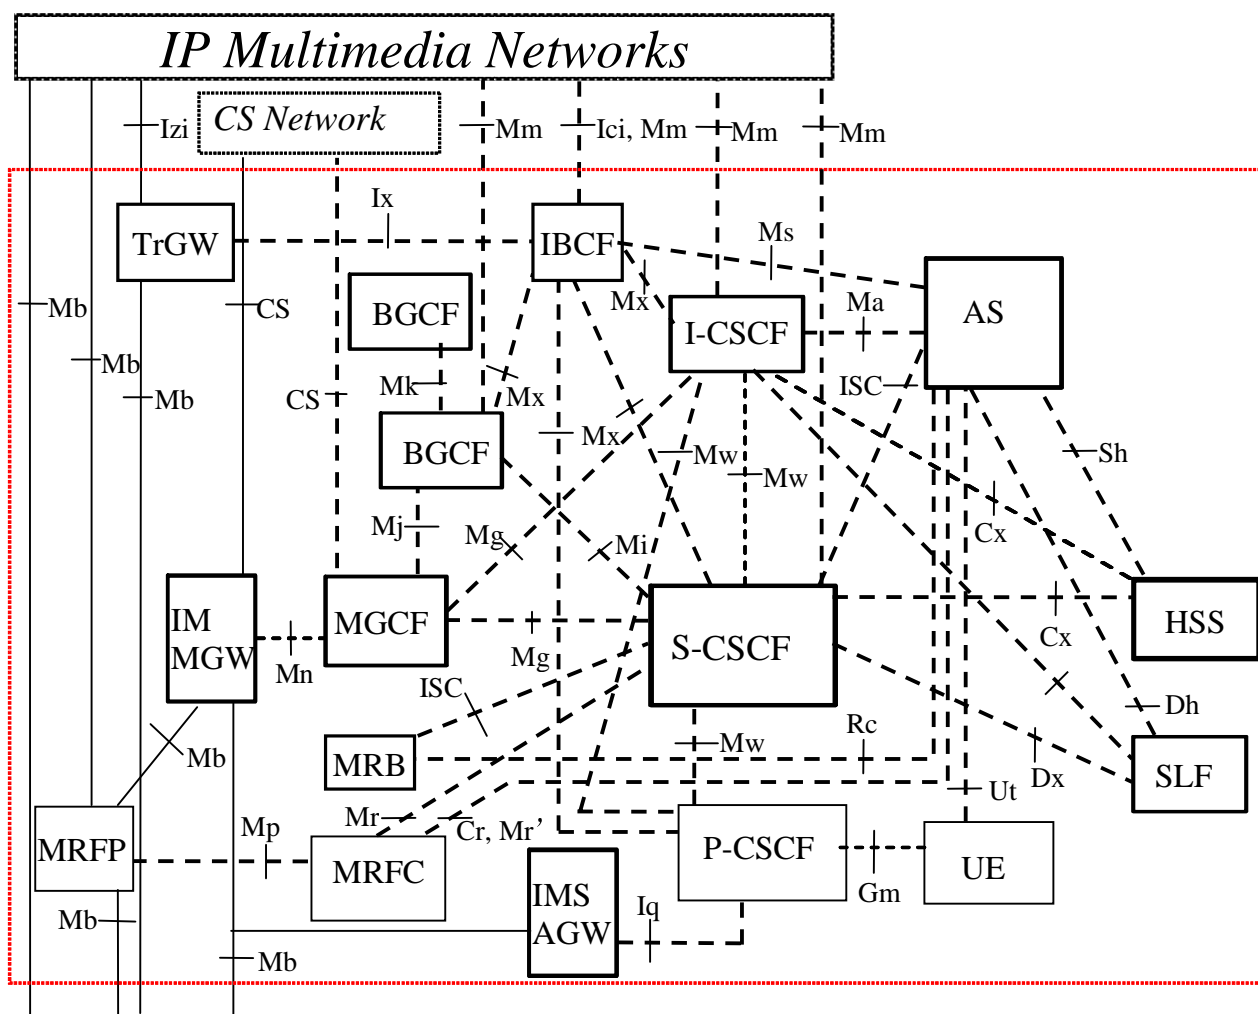 IP Multimedia Networks
Izi
CS Network
Mm
Ici, Mm
Mm
Mm
Ix
TrGW
IBCF
Ms
Mb
CS
BGCF
Mx
Ma
AS
I-CSCF
Mb
Mb
Mk
CS
Mx
ISC
BGCF
Mx
Mw
Mw
Sh
Mj
Mg
Mi
Cx
IM
MGW
MGCF
Mn
Mg
S-CSCF
Cx
HSS
ISC
Mb
MRB
Rc
Mw
Dh
Dx
SLF
Ut
MRFP
Mp
Mr
Cr, Mr’
MRFC
P-CSCF
UE
Gm
IMS
AGW
Iq
Mb
Mb